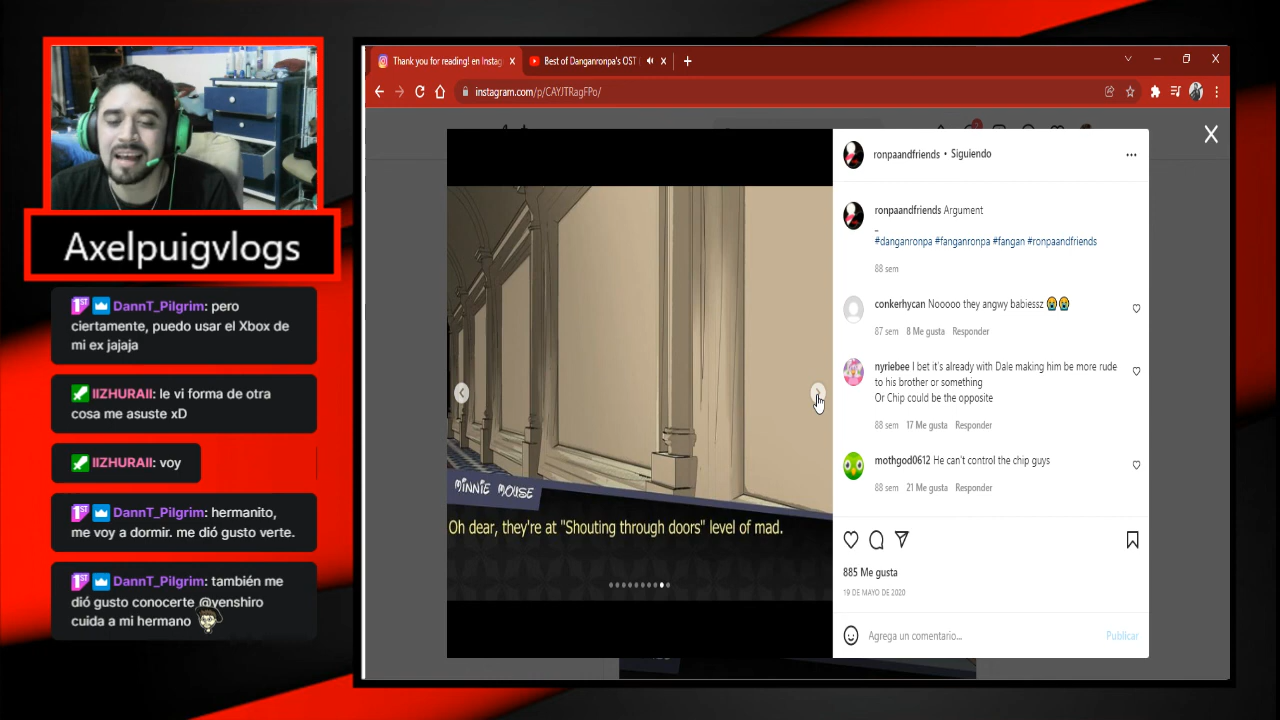 Axelpuigvlogs
DannT_Pilgrim: pero
ciertamente, puedo usar el Xbox de
mi ex jajaja
IIZHURAII: le vi forma de otra
cosa me asuste xD
IIZHURAII: voy
DannT_Pilgrim: hermanito,
me voy a dormir. me dió gusto verte.
DannT_Pilgrim: también me
dió gusto conocerte @yenshiro
cuida a mi hermano
Thank you for reading! en Instag
Best of Danganronpa's OST
instagram.com/p/CAYJTRagFPo/
MINNIE MOUSE
Oh dear, they're at "Shouting through doors" level of mad.
ronpaandfriends • Siguiendo
ronpaandfriends Argument
_
#danganronpa #fanganronpa #fangan #ronpaandfriends
88 sem
conkerhycan Nooooo they angwy babiessz 😭😭
87 sem 8 Me gusta Responder
nyriebee I bet it's already with Dale making him be more rude
to his brother or something
Or Chip could be the opposite
88 sem 17 Me gusta Responder
mothgod0612 He can't control the chip guys
88 sem 21 Me gusta Responder
885 Me gusta
19 DE MAYO DE 2020
Agrega un comentario...
Publicar